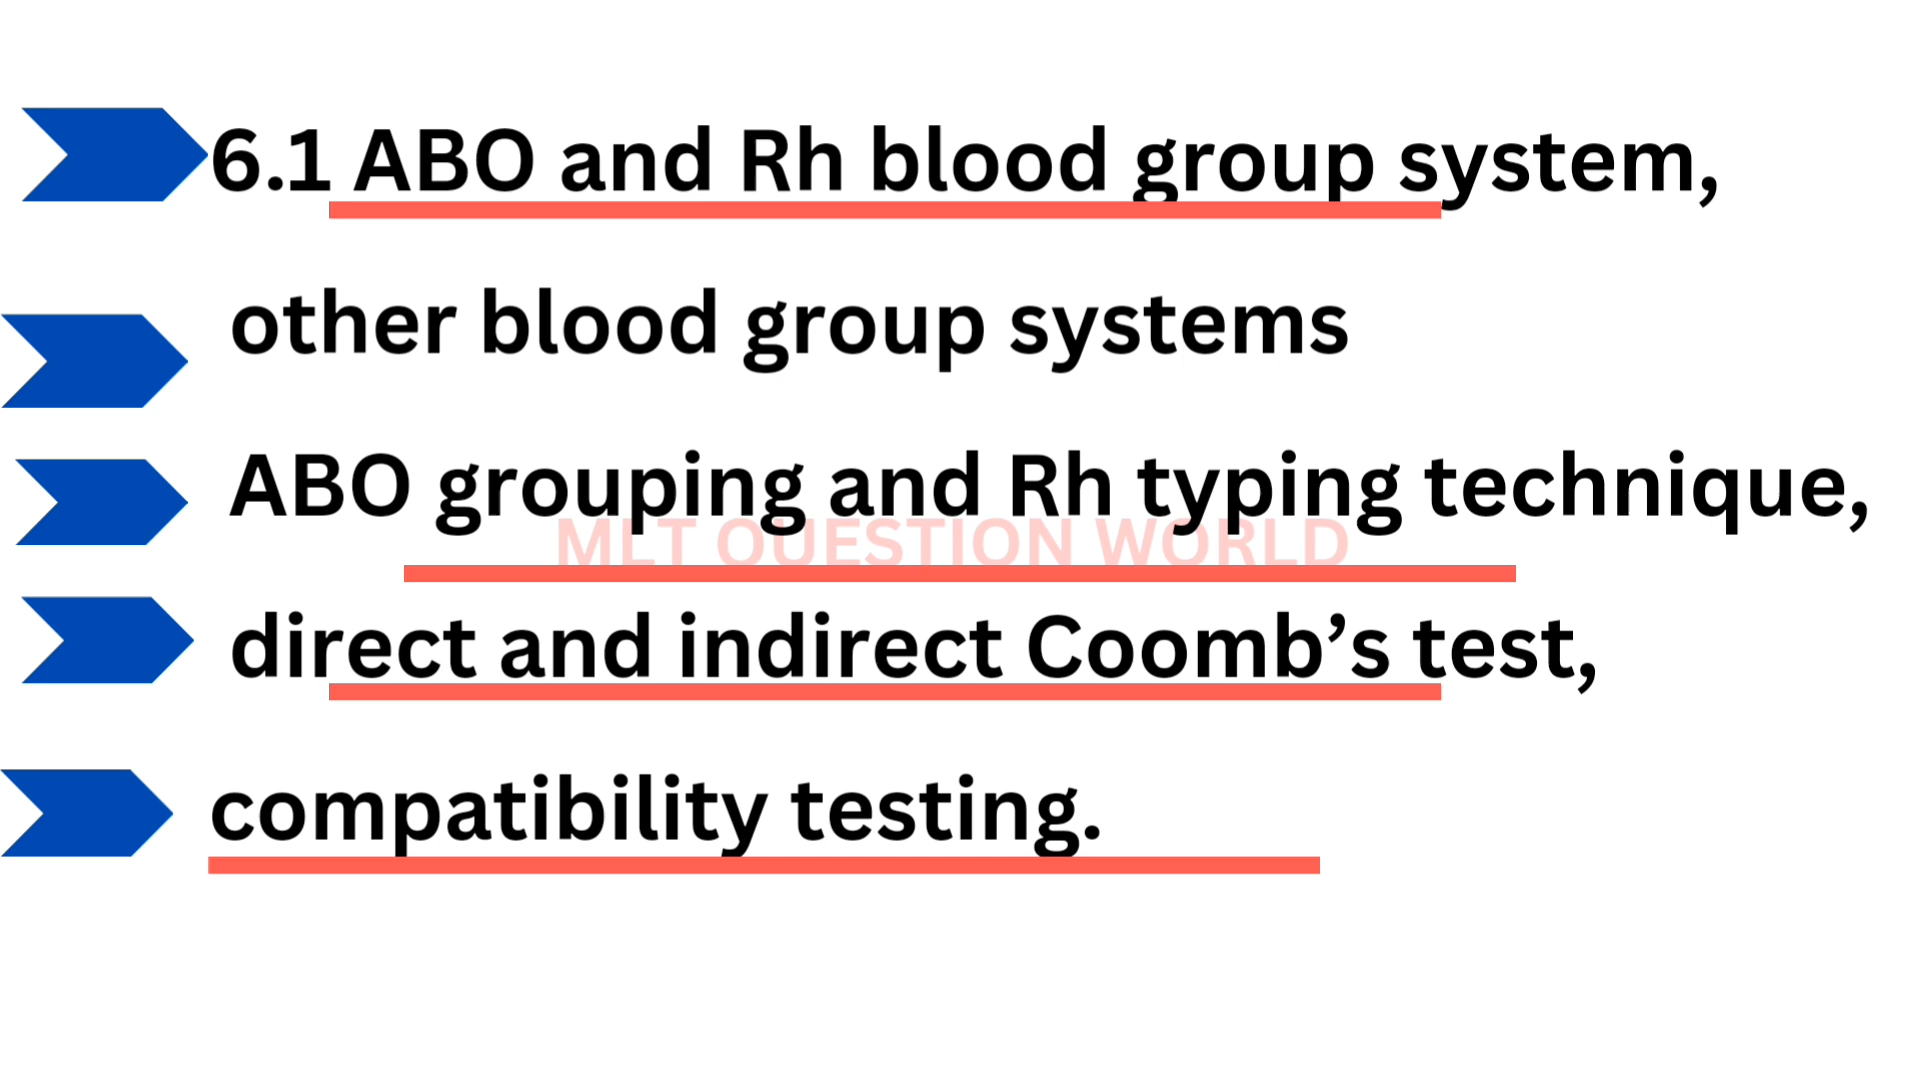 6.1 ABO and Rh blood group system,
other blood group systems
ABO grouping and Rh typing technique,
MLT QUESTION WORLD
direct and indirect Coomb’s test,
compatibility testing.